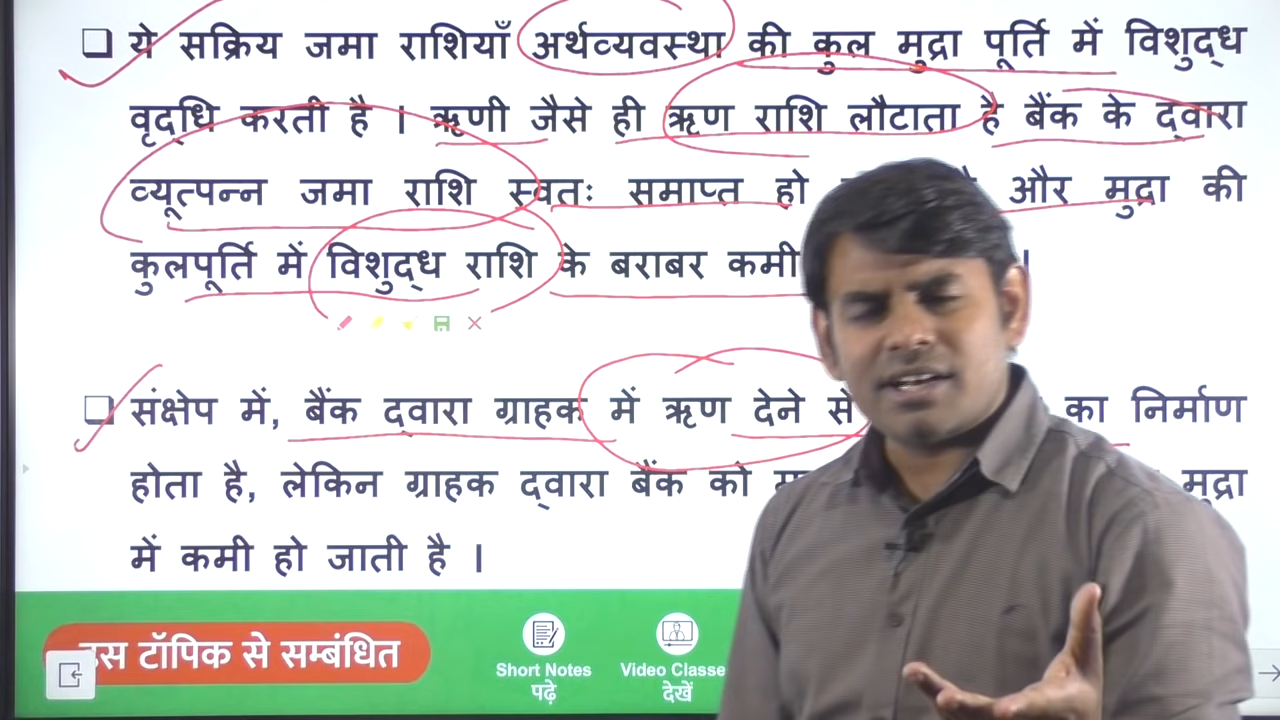 ये सक्रिय जमा राशियाँ अर्थव्यवस्था की कुल मुद्रा पूर्ति में विशुद्ध
वृद्धि करती है । ऋणी जैसे ही ऋण राशि लौटाता है बैंक के द्वारा
व्यूत्पन्न जमा राशि स्वतः समाप्त हो और मुद्रा की
कुलपूर्ति में विशुद्ध राशि के बराबर कमी ।
संक्षेप में, बैंक द्वारा ग्राहक में ऋण देने से का निर्माण
होता है, लेकिन ग्राहक द्वारा बैंक को मुद्रा
में कमी हो जाती है ।
टॉपिक से सम्बंधित
Short Notes Video Classe
पढ़े देखें